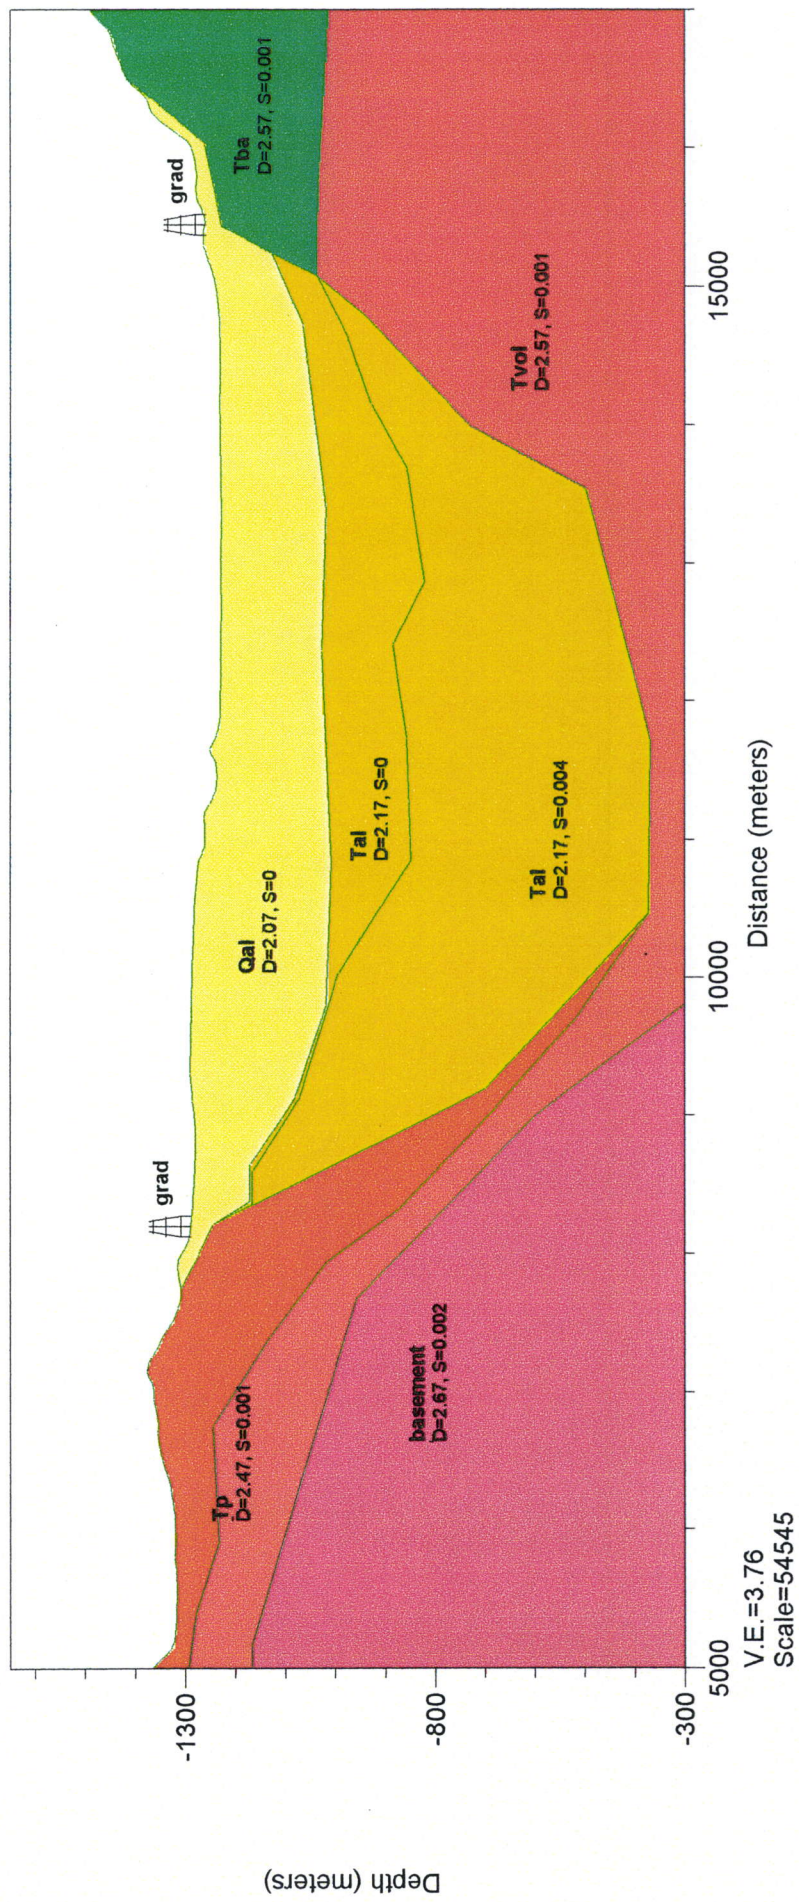 grad
grad
Tba
D=2.57, S=0.001
Qal
D=2.07, S=0
Tal
D=2.17, S=0
Tvol
D=2.57, S=0.001
Tal
D=2.17, S=0.004
Tp
D=2.47, S=0.001
basement
D=2.67, S=0.002
-1300
-800
-300
Depth (meters)
5000
10000
15000
Distance (meters)
V.E.=3.76
Scale=54545